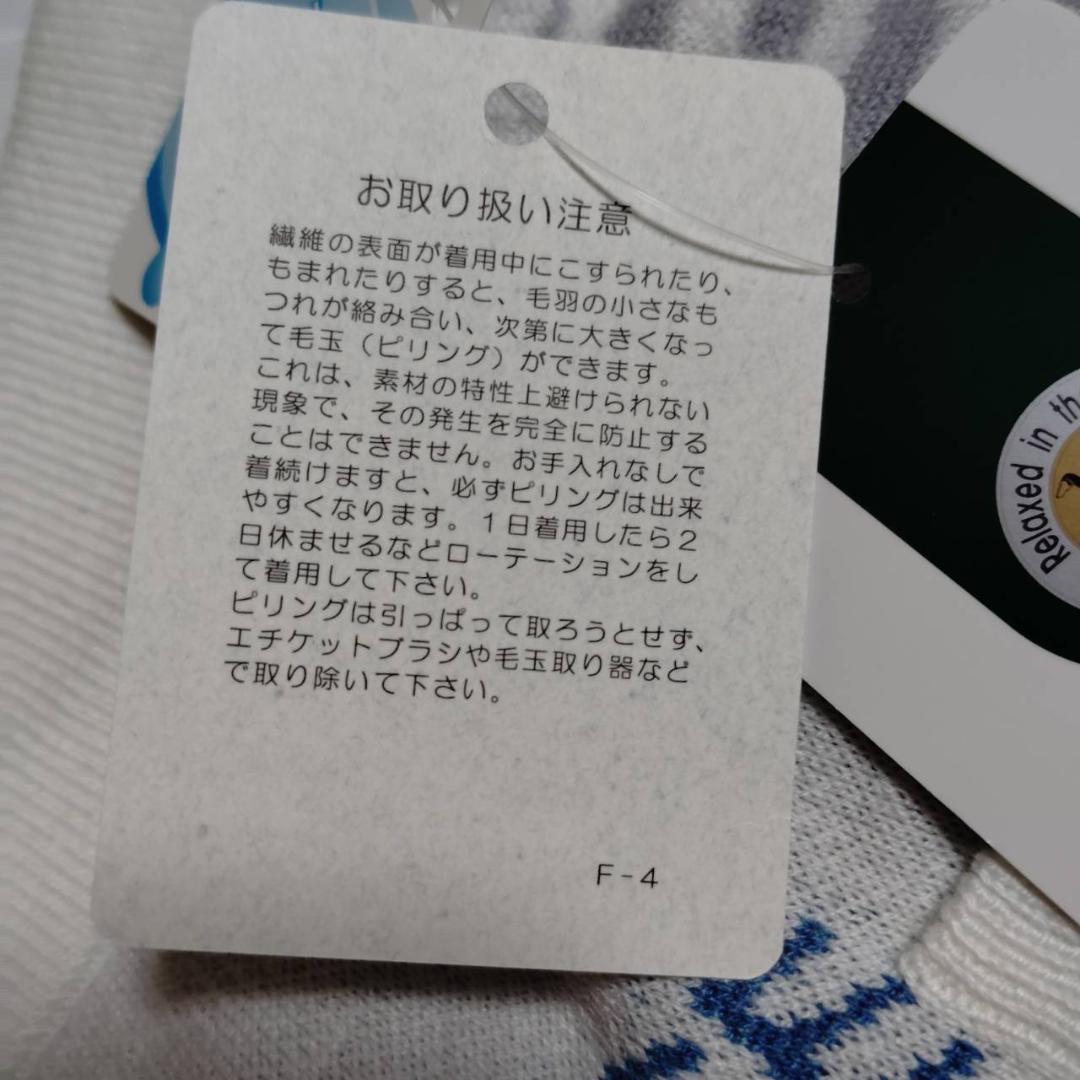 お取り扱い注意
繊維の表面が着用中にこすられたり、
もまれたりすると、毛羽の小さなも
つれが絡み合い、次第に大きくなっ
て毛玉（ピリング）ができます。
これは、素材の特性上避けられない
現象で、その発生を完全に防止する
ことはできません。お手入れなしで
着続けますと、必ずピリングは出来
やすくなります。１日着用したら２
日休ませるなどローテーションをし
て着用して下さい。
ピリングは引っぱって取ろうとせず、
エチケットブラシや毛玉取り器など
で取り除いて下さい。
F-4
Relaxed in th